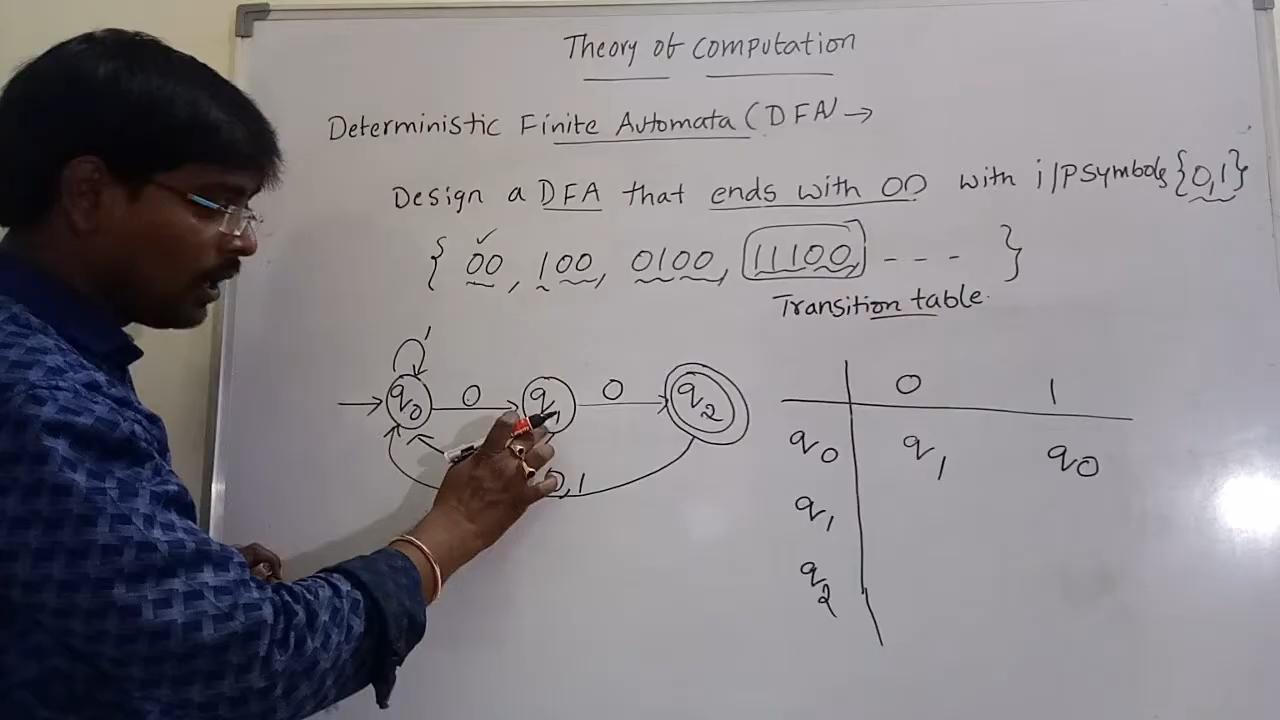 Theory of Computation
Deterministic Finite Automata (DFA) →
Design a DFA that ends with 00 with i/p Symbols {0,1}
{ 00, 100, 0100, 11100, - - - }
Transition table.
1
q0 0 q1 0 q2
0,1
0 1
q0 q1 q0
q1
q2